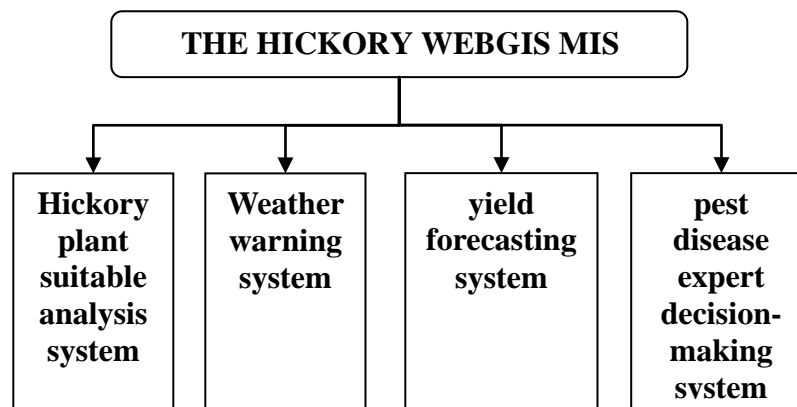 THE HICKORY WEBGIS MIS
Hickory
plant
suitable
analysis
system
Weather
warning
system
yield
forecasting
system
pest
disease
expert
decision-
making
system